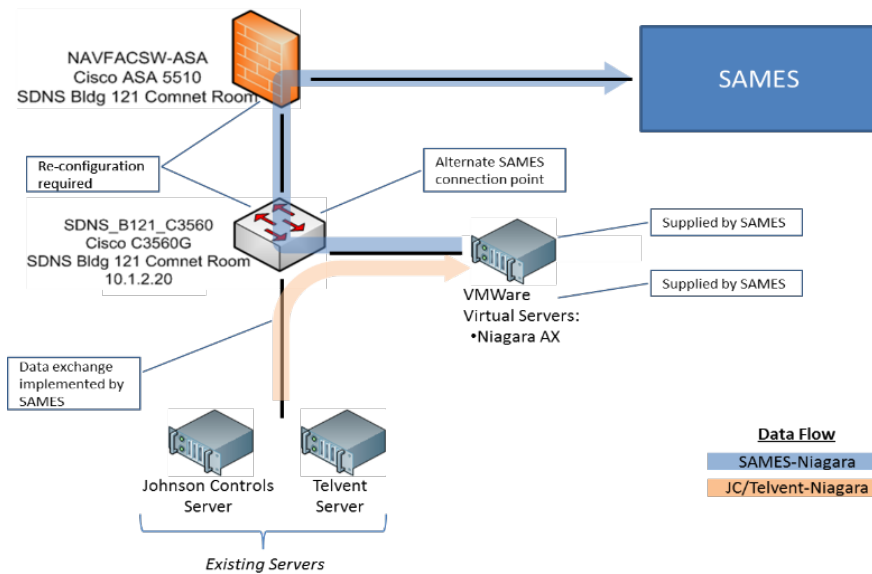 NAVFACSW-ASA
Cisco ASA 5510
SDNS Bldg 121 Comnet Room
SAMES
Re-configuration
required
Alternate SAMES
connection point
SDNS_B121_C3560
Cisco C3560G
SDNS Bldg 121 Comnet Room
10.1.2.20
Supplied by SAMES
Supplied by SAMES
VMWare
Virtual Servers:
•Niagara AX
Data exchange
implemented by
SAMES
Johnson Controls
Server
Telvent
Server
Existing Servers
Data Flow
SAMES-Niagara
JC/Telvent-Niagara